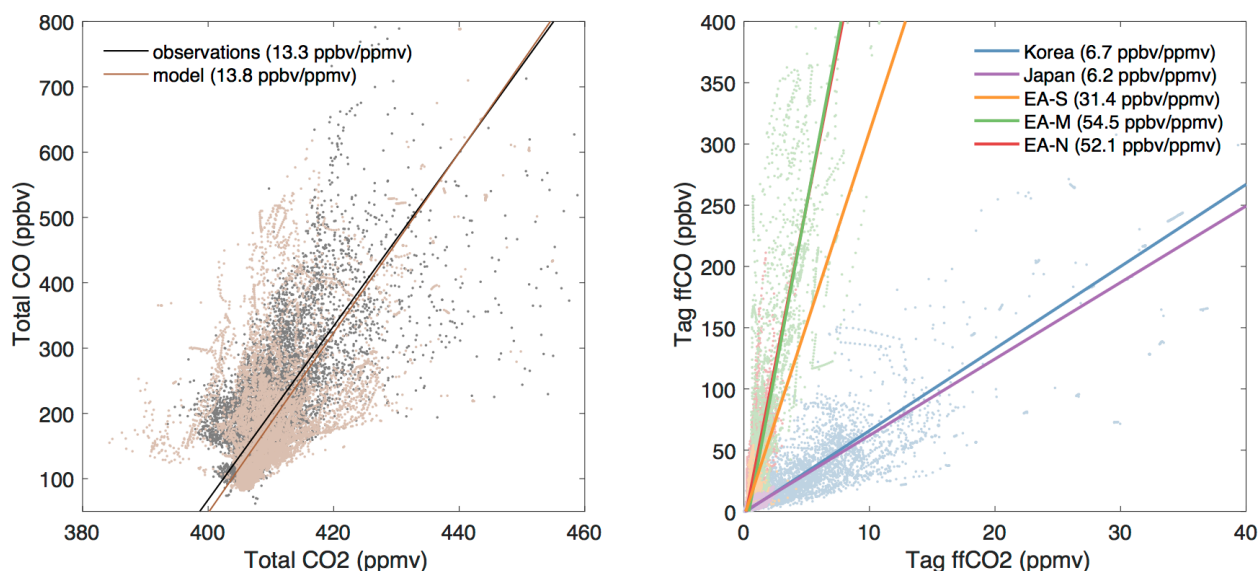 800
700
600
500
400
300
200
100
Total CO (ppbv)
observations (13.3 ppbv/ppmv)
model (13.8 ppbv/ppmv)
380
400
420
440
460
Total CO2 (ppmv)
400
350
300
250
200
150
100
50
0
Tag ffCO (ppbv)
Korea (6.7 ppbv/ppmv)
Japan (6.2 ppbv/ppmv)
EA-S (31.4 ppbv/ppmv)
EA-M (54.5 ppbv/ppmv)
EA-N (52.1 ppbv/ppmv)
0
10
20
30
40
Tag ffCO2 (ppmv)